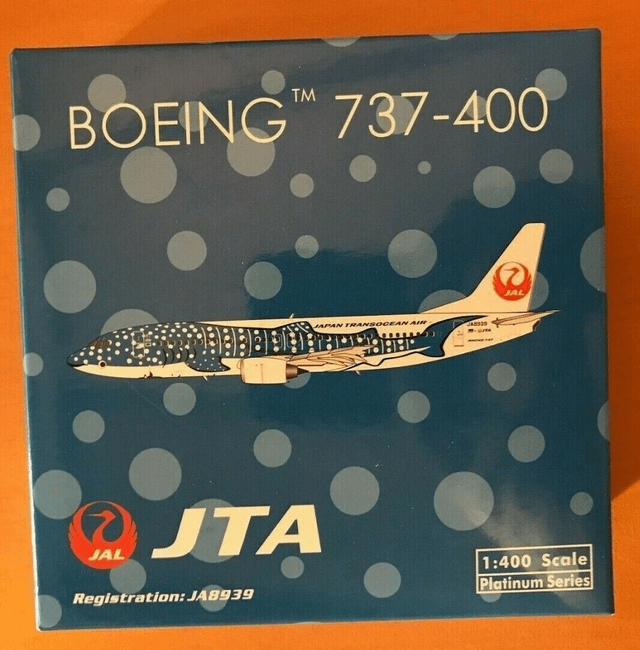 BOEING™ 737-400
JAL
JAPAN TRANSOCEAN AIR
JA8939
JTA
JAL
Registration: JA8939
1:400 Scale
Platinum Series